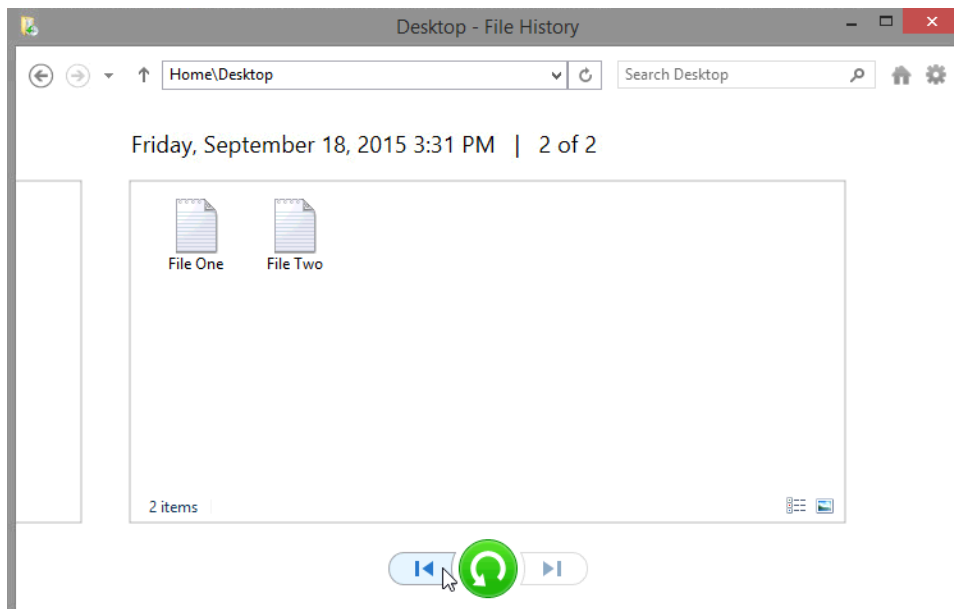 Desktop - File History
Home\Desktop
Search Desktop
Friday, September 18, 2015 3:31 PM | 2 of 2
File One File Two
2 items